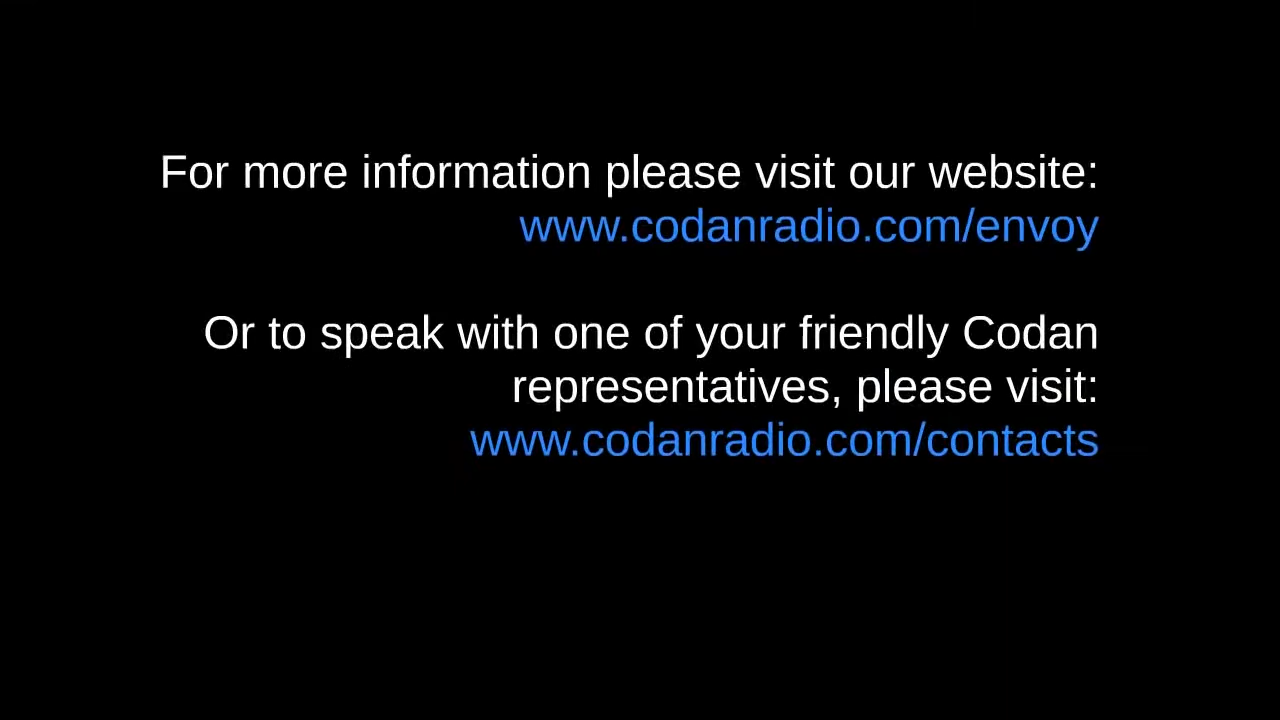 For more information please visit our website:
www.codanradio.com/envoy
Or to speak with one of your friendly Codan
representatives, please visit:
www.codanradio.com/contacts